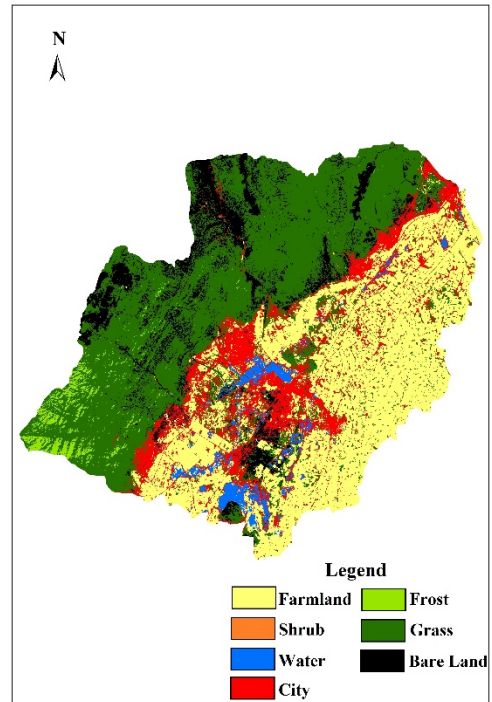 N
Legend
Farmland
Frost
Shrub
Grass
Water
Bare Land
City